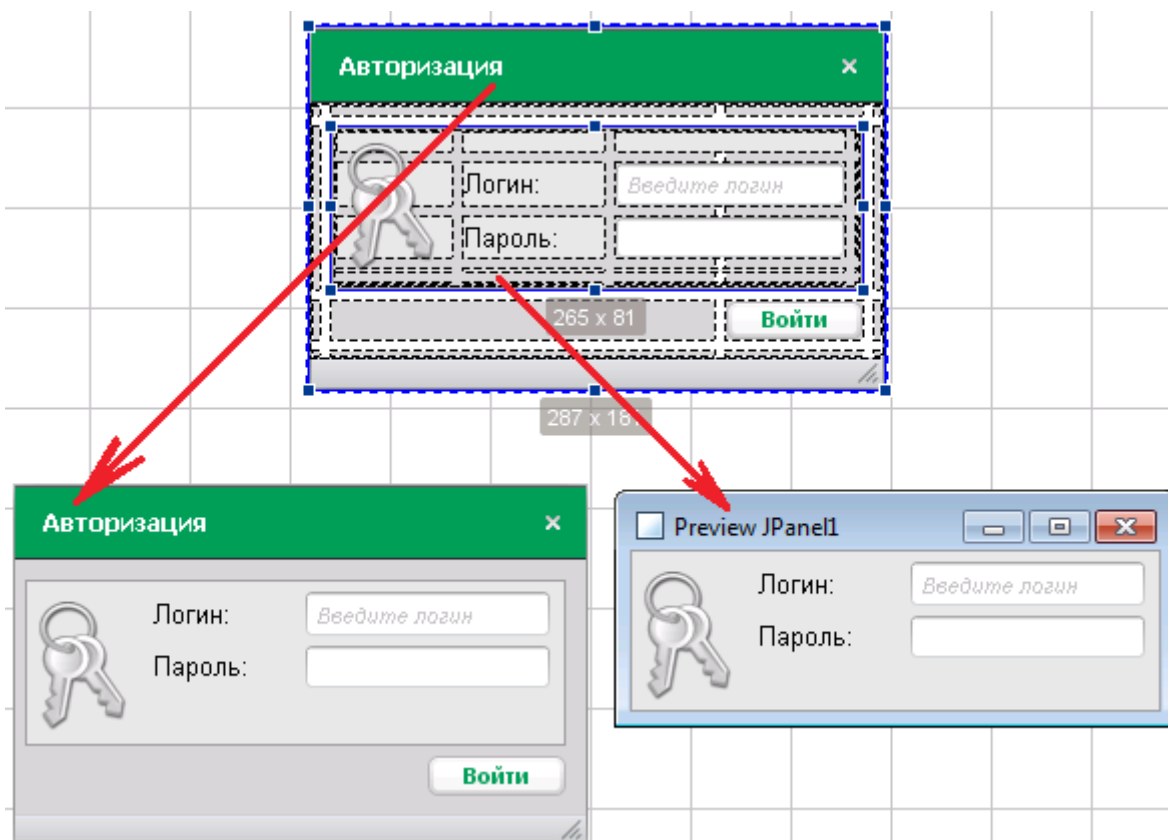 Авторизация ×
Логин: Введите логин
Пароль:
265 x 81
Войти
287 x 187
Авторизация ×
Логин: Введите логин
Пароль:
Войти
Preview JPanel1
Логин: Введите логин
Пароль: